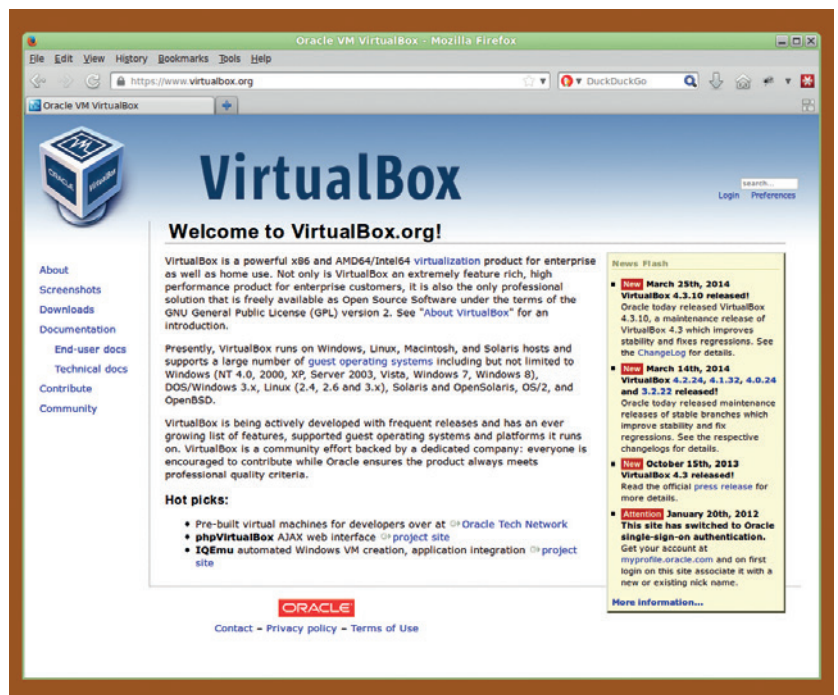 Oracle VM VirtualBox - Mozilla Firefox
File Edit View History Bookmarks Tools Help
https://www.virtualbox.org
DuckDuckGo
Oracle VM VirtualBox
ORACLE VirtualBox
VirtualBox
search...
Login Preferences
Welcome to VirtualBox.org!
About
Screenshots
Downloads
Documentation
End-user docs
Technical docs
Contribute
Community
VirtualBox is a powerful x86 and AMD64/Intel64 virtualization product for enterprise
as well as home use. Not only is VirtualBox an extremely feature rich, high
performance product for enterprise customers, it is also the only professional
solution that is freely available as Open Source Software under the terms of the
GNU General Public License (GPL) version 2. See "About VirtualBox" for an
introduction.
Presently, VirtualBox runs on Windows, Linux, Macintosh, and Solaris hosts and
supports a large number of guest operating systems including but not limited to
Windows (NT 4.0, 2000, XP, Server 2003, Vista, Windows 7, Windows 8),
DOS/Windows 3.x, Linux (2.4, 2.6 and 3.x), Solaris and OpenSolaris, OS/2, and
OpenBSD.
VirtualBox is being actively developed with frequent releases and has an ever
growing list of features, supported guest operating systems and platforms it runs
on. VirtualBox is a community effort backed by a dedicated company: everyone is
encouraged to contribute while Oracle ensures the product always meets
professional quality criteria.
Hot picks:
• Pre-built virtual machines for developers over at Oracle Tech Network
• phpVirtualBox AJAX web interface project site
• IQEmu automated Windows VM creation, application integration project
site
News Flash
New March 25th, 2014
VirtualBox 4.3.10 released!
Oracle today released VirtualBox
4.3.10, a maintenance release of
VirtualBox 4.3 which improves
stability and fixes regressions. See
the ChangeLog for details.
New March 14th, 2014
VirtualBox 4.2.24, 4.1.32, 4.0.24
and 3.2.22 released!
Oracle today released maintenance
releases of stable branches which
improve stability and fix
regressions. See the respective
changelogs for details.
New October 15th, 2013
VirtualBox 4.3 released!
Read the official press release for
more details.
Attention January 20th, 2012
This site has switched to Oracle
single-sign-on authentication.
Get your account at
myprofile.oracle.com and on first
login on this site associate it with a
new or existing nick name.
More information...
ORACLE
Contact – Privacy policy – Terms of Use